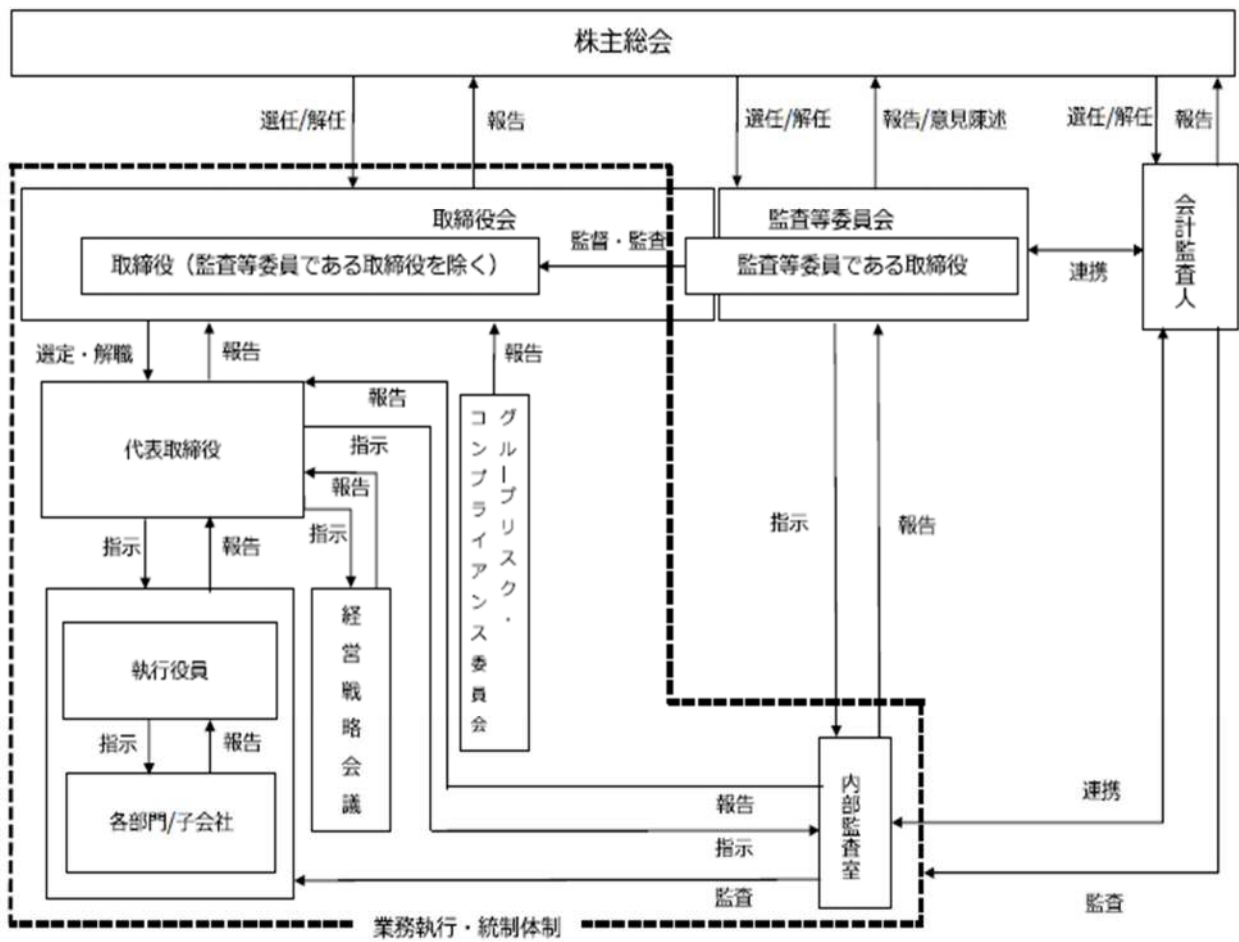 株主総会
選任/解任
報告
選任/解任
報告/意見陳述
選任/解任
報告
取締役会
監査等委員会
会計監査人
取締役（監査等委員である取締役を除く）
監督・監査
監査等委員である取締役
連携
選定・解職
報告
報告
報告
グループリスク・
コンプライアンス委員会
代表取締役
指示
報告
指示
指示
報告
指示
報告
経営戦略会議
執行役員
指示
報告
各部門/子会社
内部監査室
報告
指示
監査
連携
監査
業務執行・統制体制